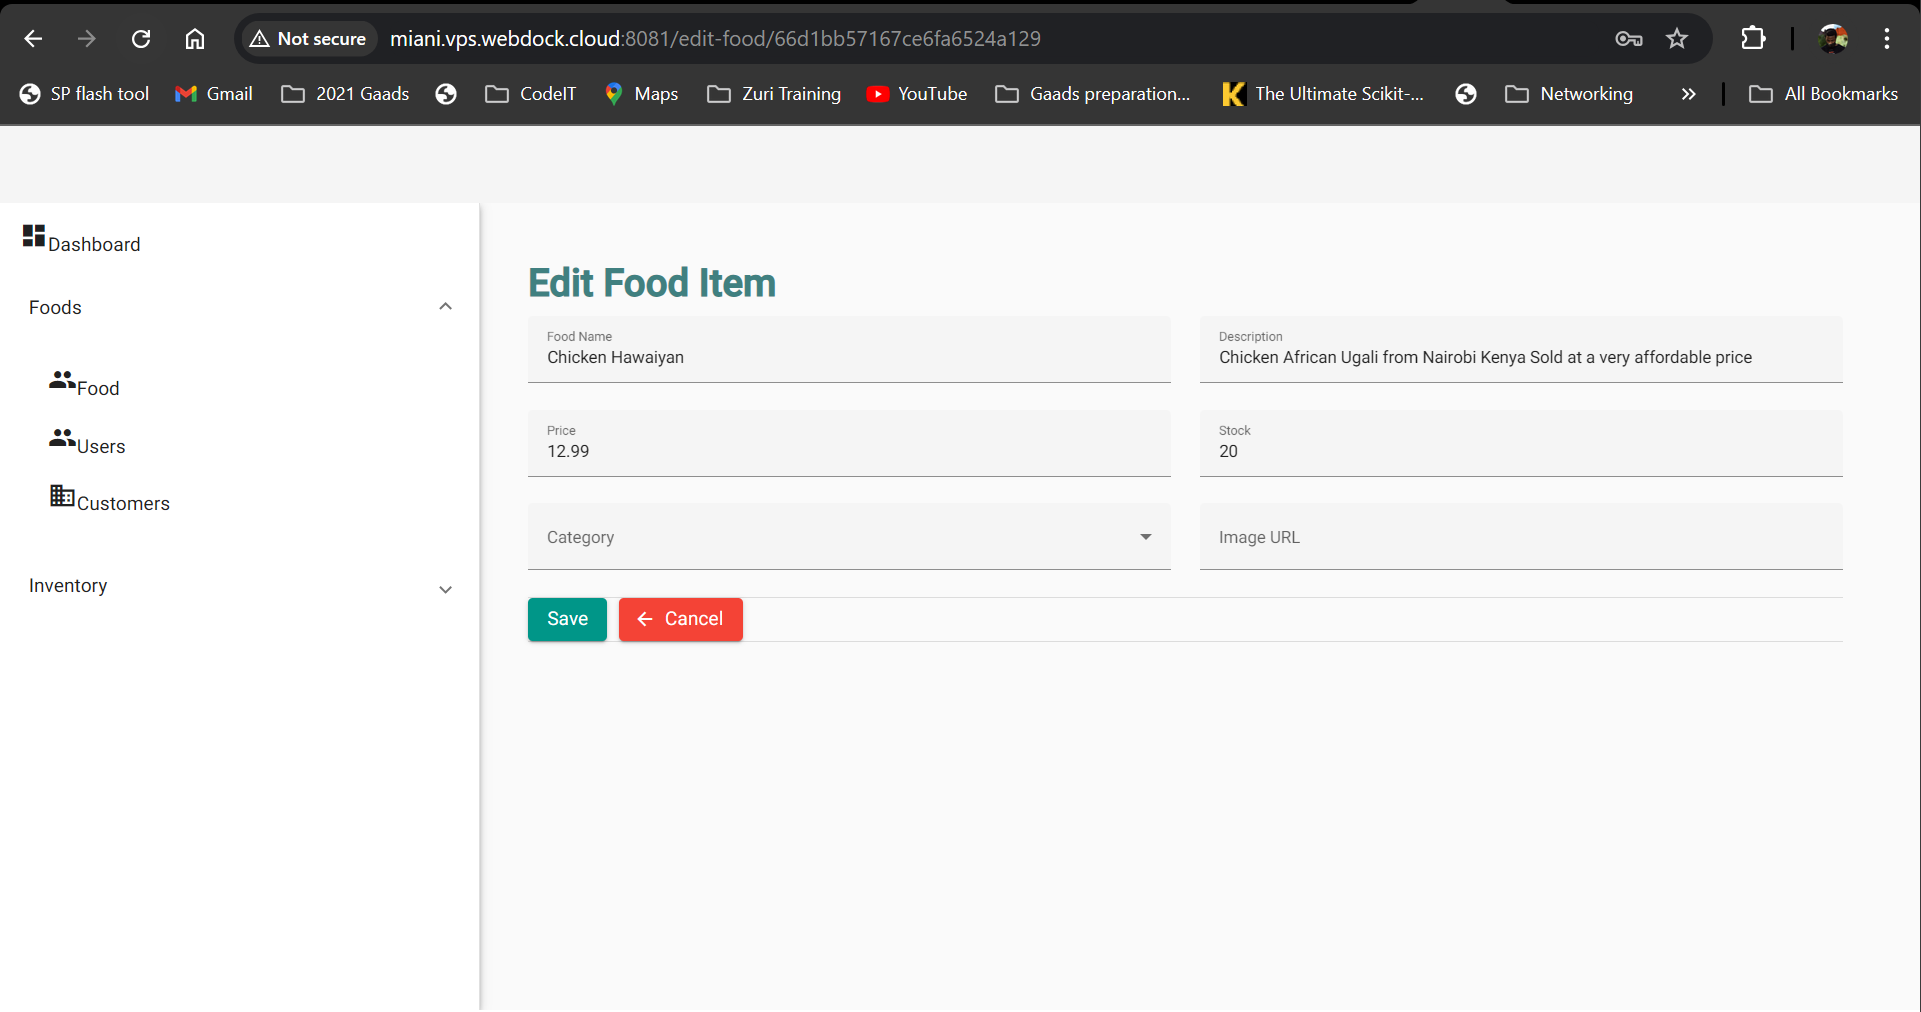 Not secure miani.vps.webdock.cloud:8081/edit-food/66d1bb57167ce6fa6524a129
SP flash tool Gmail 2021 Gaads CodeIT Maps Zuri Training YouTube Gaads preparation... The Ultimate Scikit-... Networking All Bookmarks
Dashboard
Foods
Food
Users
Customers
Inventory
Edit Food Item
Food Name
Chicken Hawaiyan
Description
Chicken African Ugali from Nairobi Kenya Sold at a very affordable price
Price
12.99
Stock
20
Category
Image URL
Save Cancel